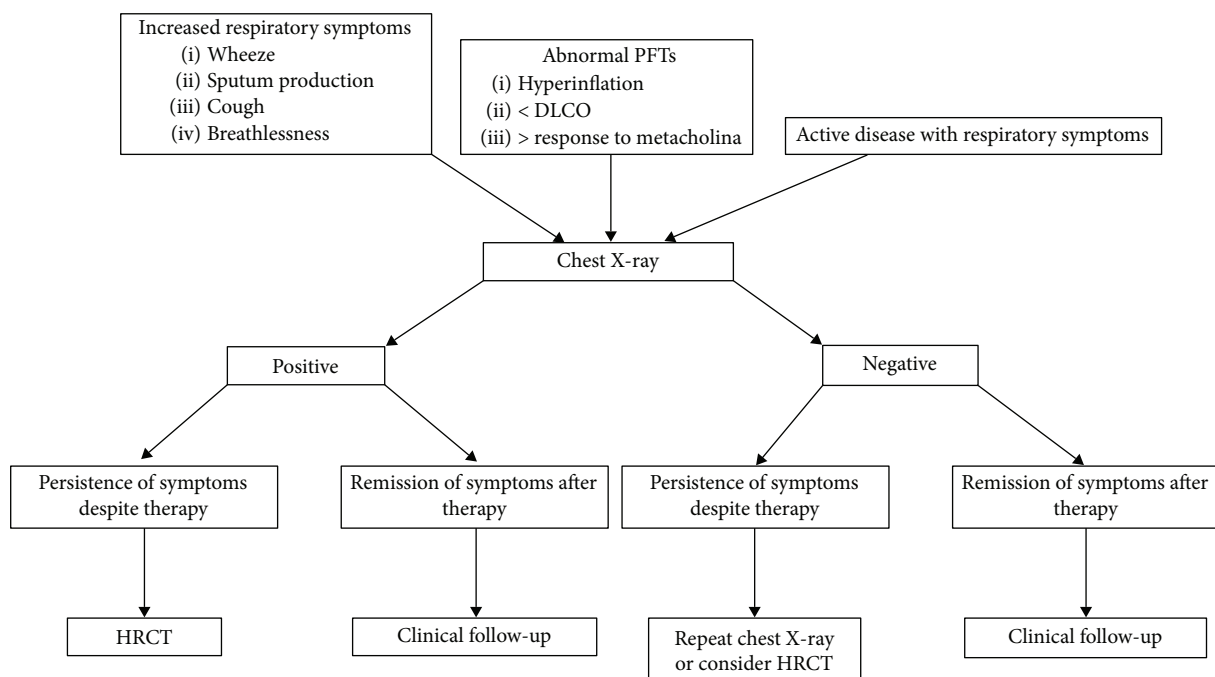 Increased respiratory symptoms
(i) Wheeze
(ii) Sputum production
(iii) Cough
(iv) Breathlessness
Abnormal PFTs
(i) Hyperinflation
(ii) < DLCO
(iii) > response to metacholina
Active disease with respiratory symptoms
Chest X-ray
Positive
Negative
Persistence of symptoms
despite therapy
Remission of symptoms after
therapy
Persistence of symptoms
despite therapy
Remission of symptoms after
therapy
HRCT
Clinical follow-up
Repeat chest X-ray
or consider HRCT
Clinical follow-up